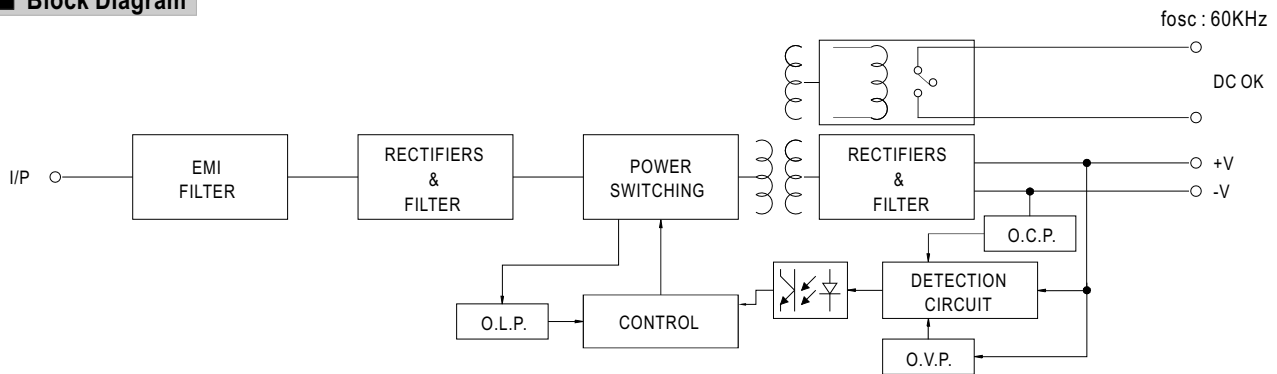 ■ Block Diagram
fosc : 60KHz
DC OK
I/P
EMI
FILTER
RECTIFIERS
&
FILTER
POWER
SWITCHING
RECTIFIERS
&
FILTER
+V
-V
O.C.P.
DETECTION
CIRCUIT
O.L.P.
CONTROL
O.V.P.